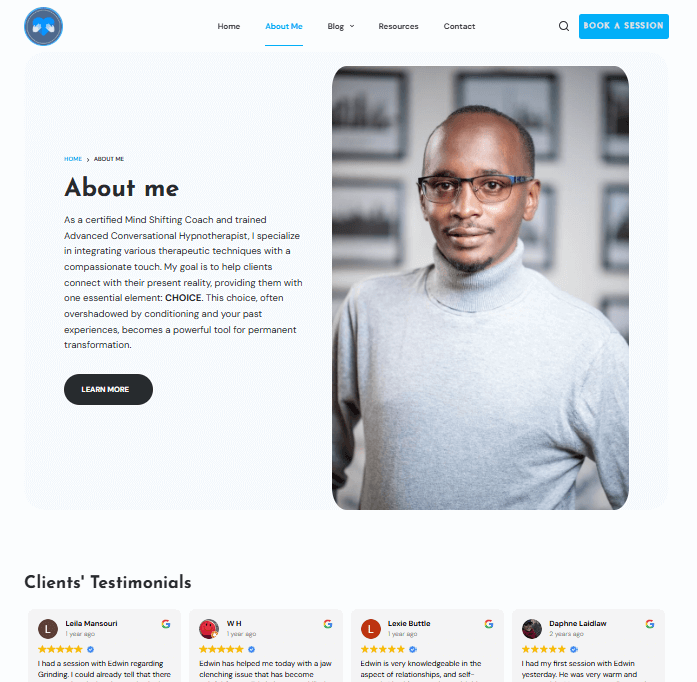 Home
About Me
Blog
Resources
Contact
BOOK A SESSION
HOME > ABOUT ME
About me
As a certified Mind Shifting Coach and trained
Advanced Conversational Hypnotherapist, I specialize
in integrating various therapeutic techniques with a
compassionate touch. My goal is to help clients
connect with their present reality, providing them with
one essential element: CHOICE. This choice, often
overshadowed by conditioning and your past
experiences, becomes a powerful tool for permanent
transformation.
LEARN MORE
Clients' Testimonials
L
Leila Mansouri
1 year ago
I had a session with Edwin regarding
Grinding. I could already tell that there
W H
1 year ago
Edwin has helped me today with a jaw
clenching issue that has become
L
Lexie Buttle
1 year ago
Edwin is very knowledgeable in the
aspect of relationships, and self-
Daphne Laidlaw
2 years ago
I had my first session with Edwin
yesterday. He was very warm and